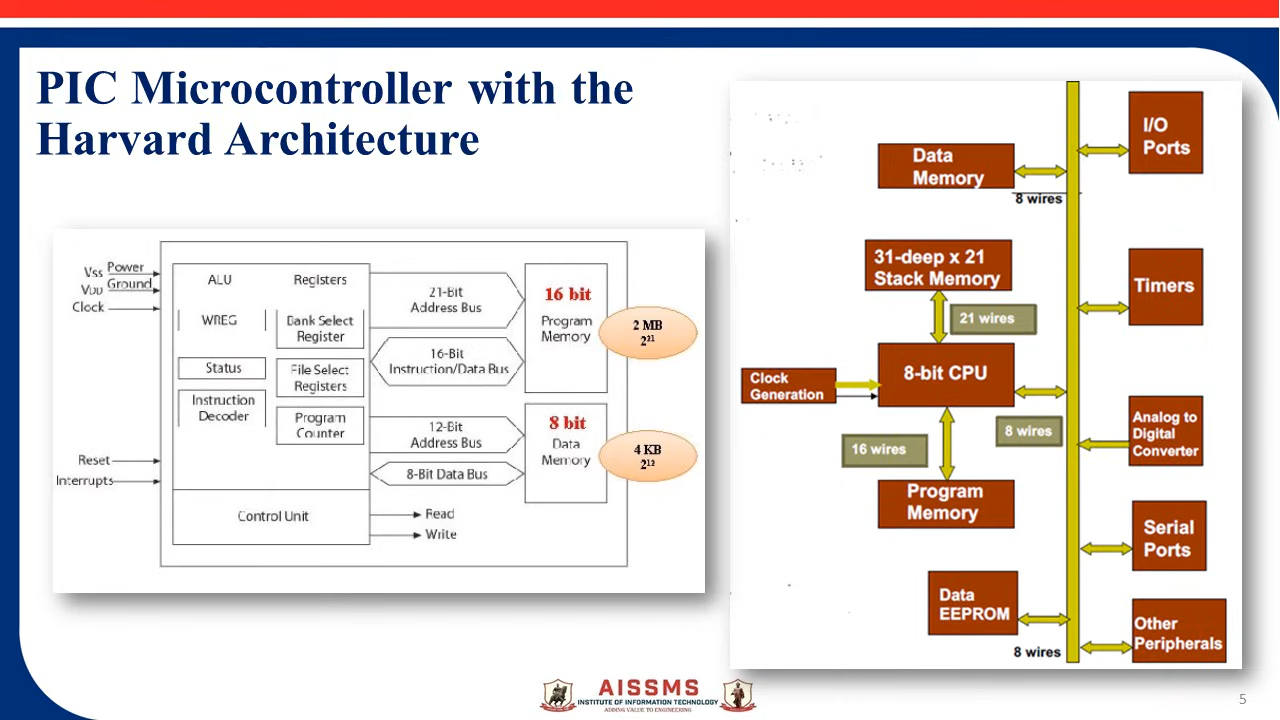 PIC Microcontroller with the
Harvard Architecture
Vss
Power
VDD
Ground
Clock
Reset
Interrupts
ALU
Registers
WREG
Bank Select
Register
Status
File Select
Registers
Instruction
Decoder
Program
Counter
Control Unit
21-Bit
Address Bus
16-Bit
Instruction/Data Bus
12-Bit
Address Bus
8-Bit Data Bus
Read
Write
16 bit
Program
Memory
8 bit
Data
Memory
2 MB
2²¹
4 KB
2¹²
Data
Memory
8 wires
31-deep x 21
Stack Memory
21 wires
Clock
Generation
8-bit CPU
8 wires
16 wires
Program
Memory
Data
EEPROM
8 wires
I/O
Ports
Timers
Analog to
Digital
Converter
Serial
Ports
Other
Peripherals
AISSMS
INSTITUTE OF INFORMATION TECHNOLOGY
ADDING VALUE TO ENGINEERING
5